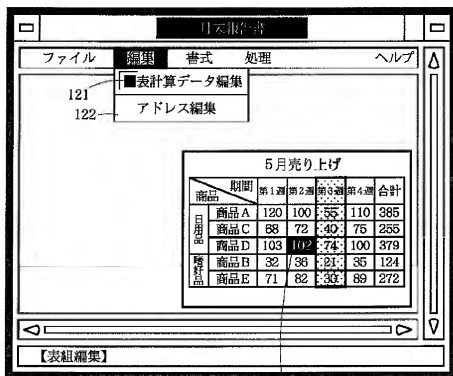 月末報告書
ファイル 編集 書式 処理 ヘルプ
121 ■表計算データ編集
122 アドレス編集
5月売り上げ
商品 期間 第1週 第2週 第3週 第4週 合計
日用品 商品A 120 100 55 110 385
商品C 68 72 40 75 255
商品D 103 102 74 100 379
嗜好品 商品B 32 36 21 35 124
商品E 71 82 30 89 272
【表組編集】